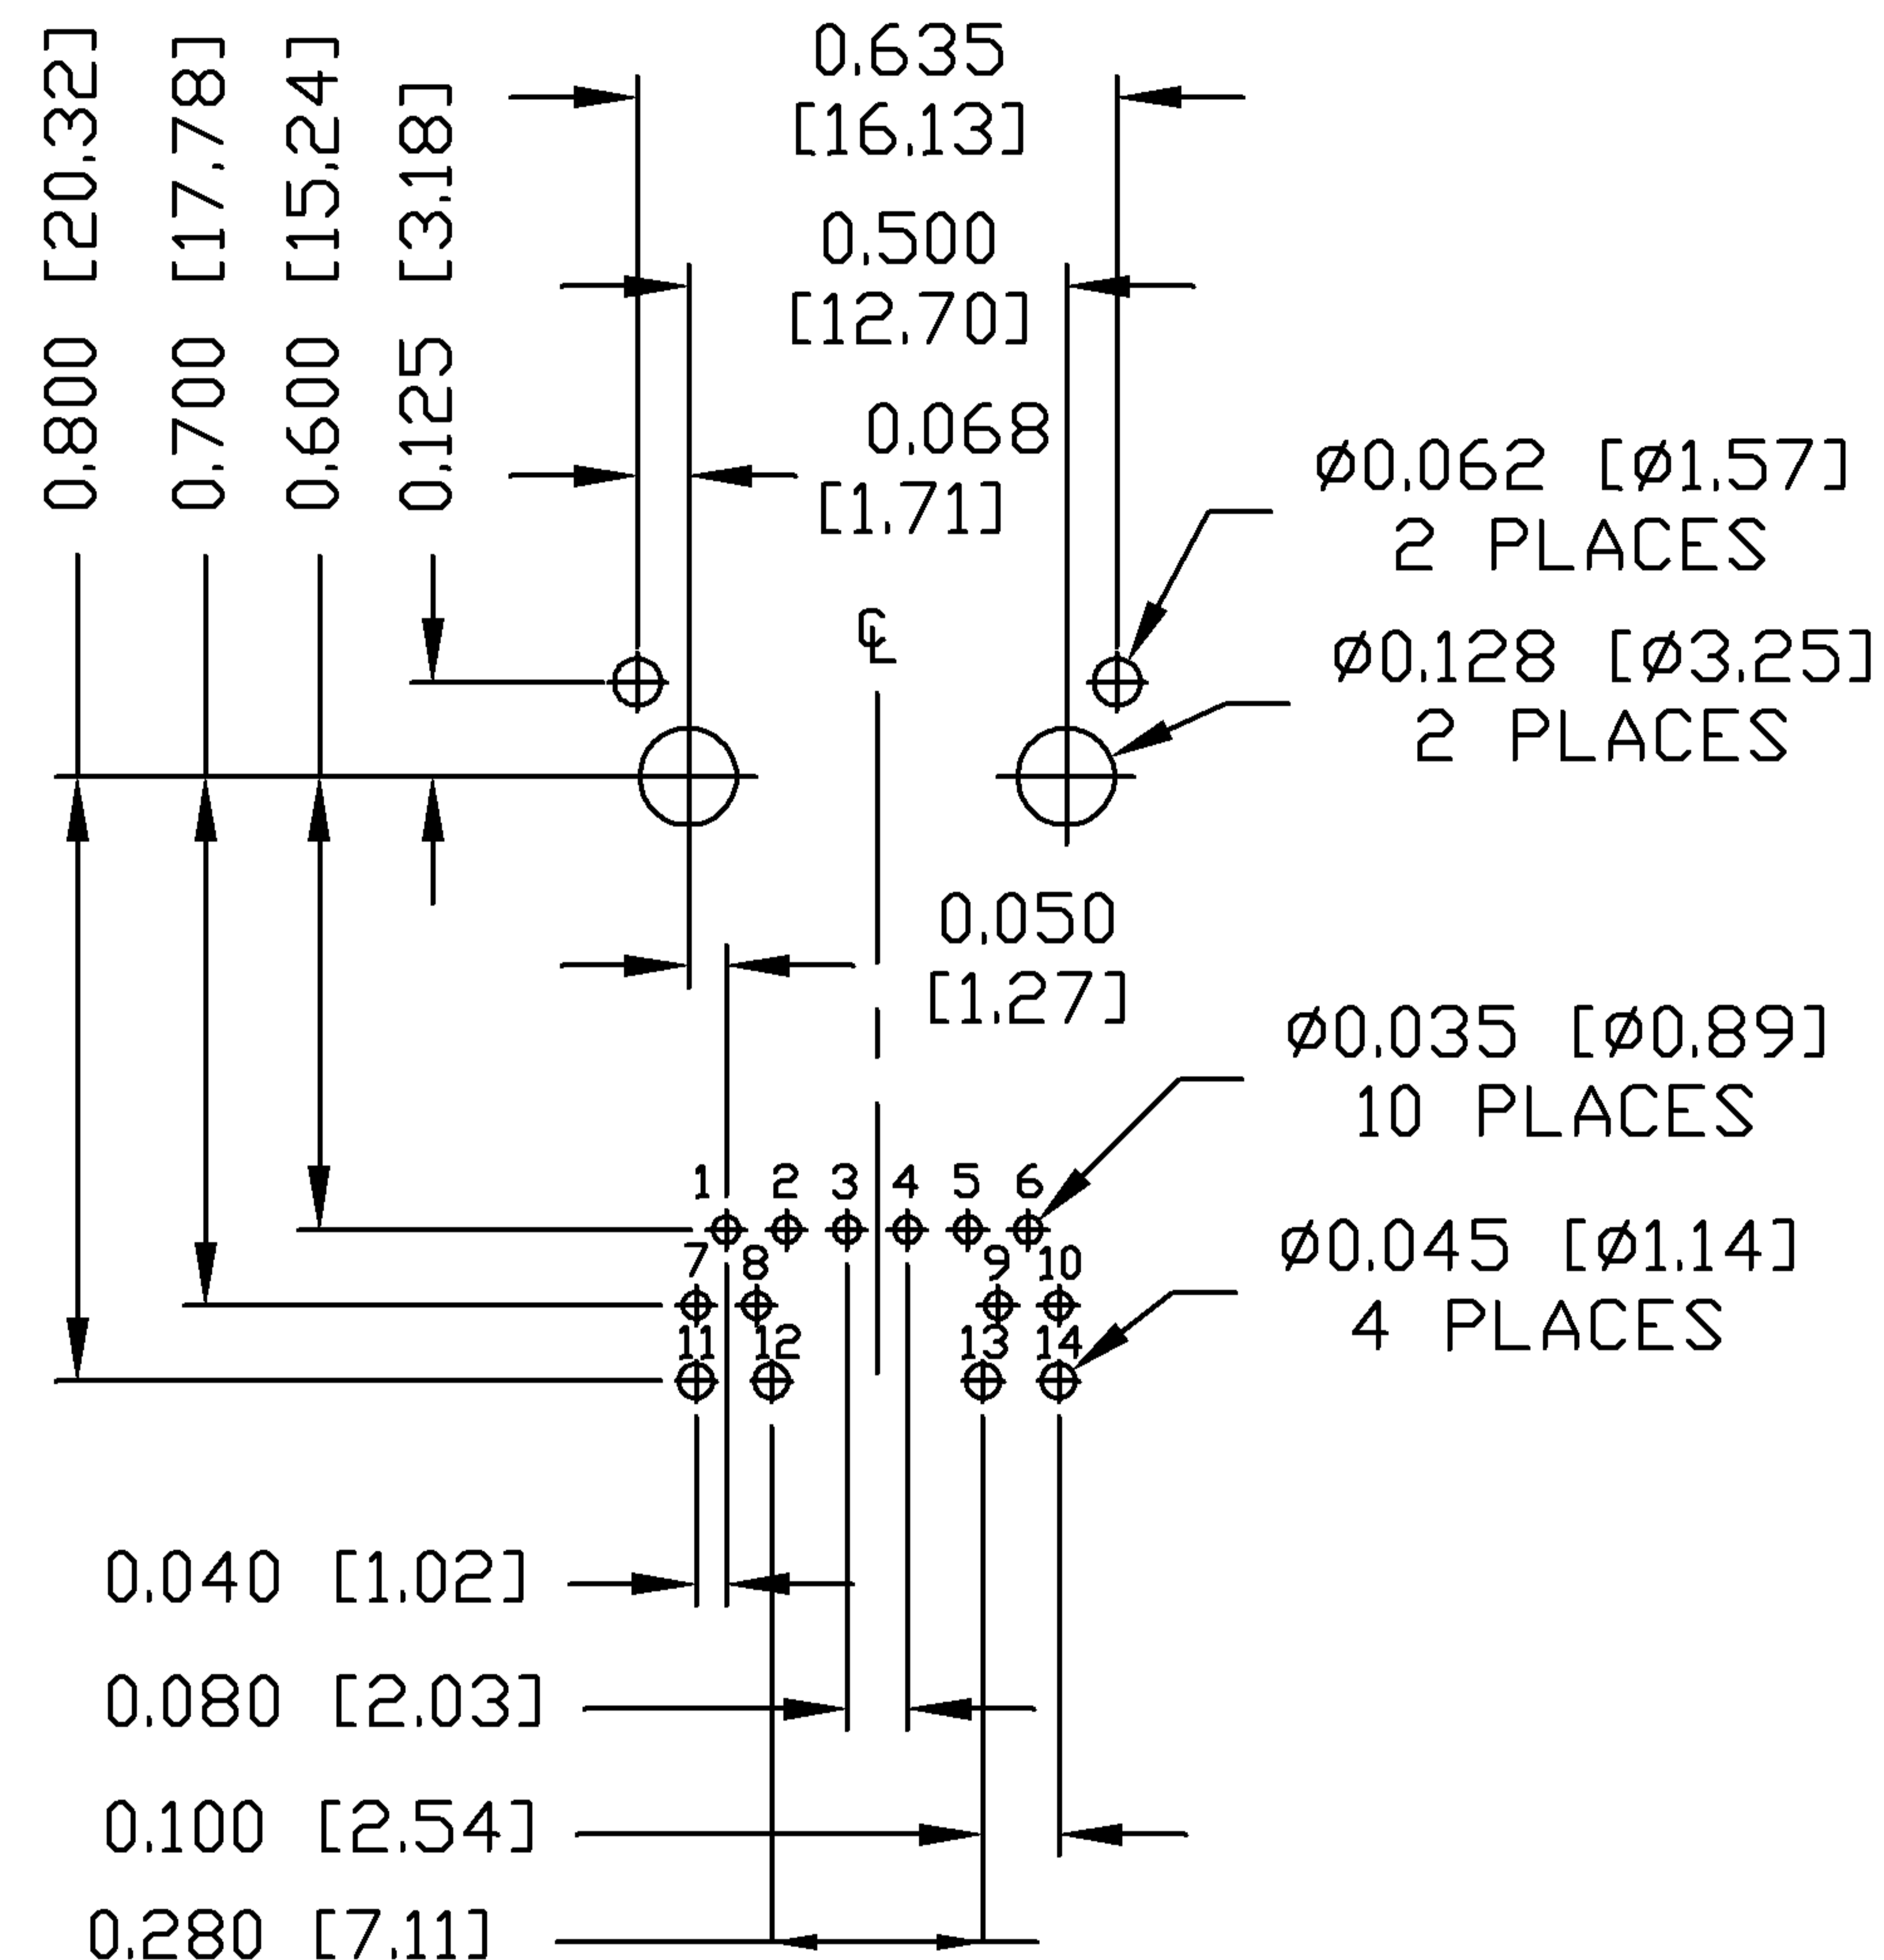 0.800 [20.32]
0.700 [17.78]
0.600 [15.24]
0.125 [3.18]
0.635
[16.13]
0.500
[12.70]
0.068
[1.71]
℄
Ø0.062 [Ø1.57]
2 PLACES
Ø0.128 [Ø3.25]
2 PLACES
0.050
[1.27]
Ø0.035 [Ø0.89]
10 PLACES
1 2 3 4 5 6
Ø0.045 [Ø1.14]
4 PLACES
7 8 9 10
11 12 13 14
0.040 [1.02]
0.080 [2.03]
0.100 [2.54]
0.280 [7.11]